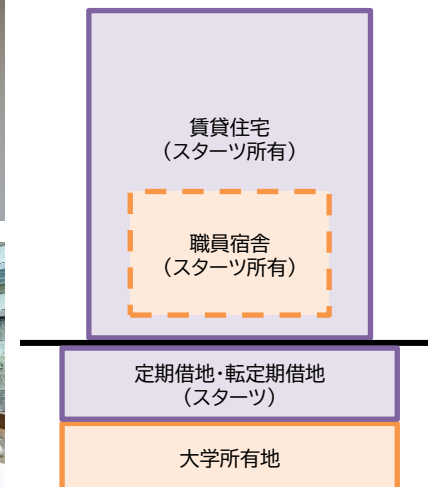 賃貸住宅
(スターツ所有)
職員宿舎
(スターツ所有)
定期借地・転定期借地
(スターツ)
大学所有地